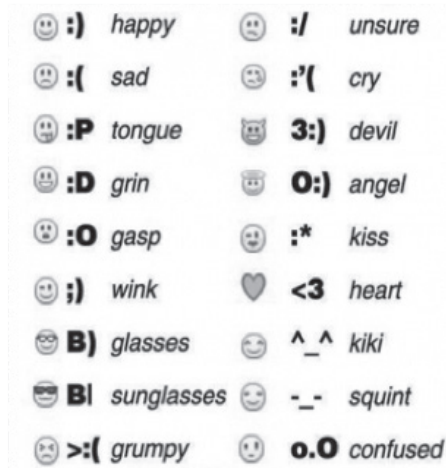 :) happy :/ unsure
:( sad :'( cry
:P tongue 3:) devil
:D grin O:) angel
:O gasp :* kiss
;) wink <3 heart
B) glasses ^_^ kiki
B| sunglasses -_- squint
>:( grumpy o.O confused